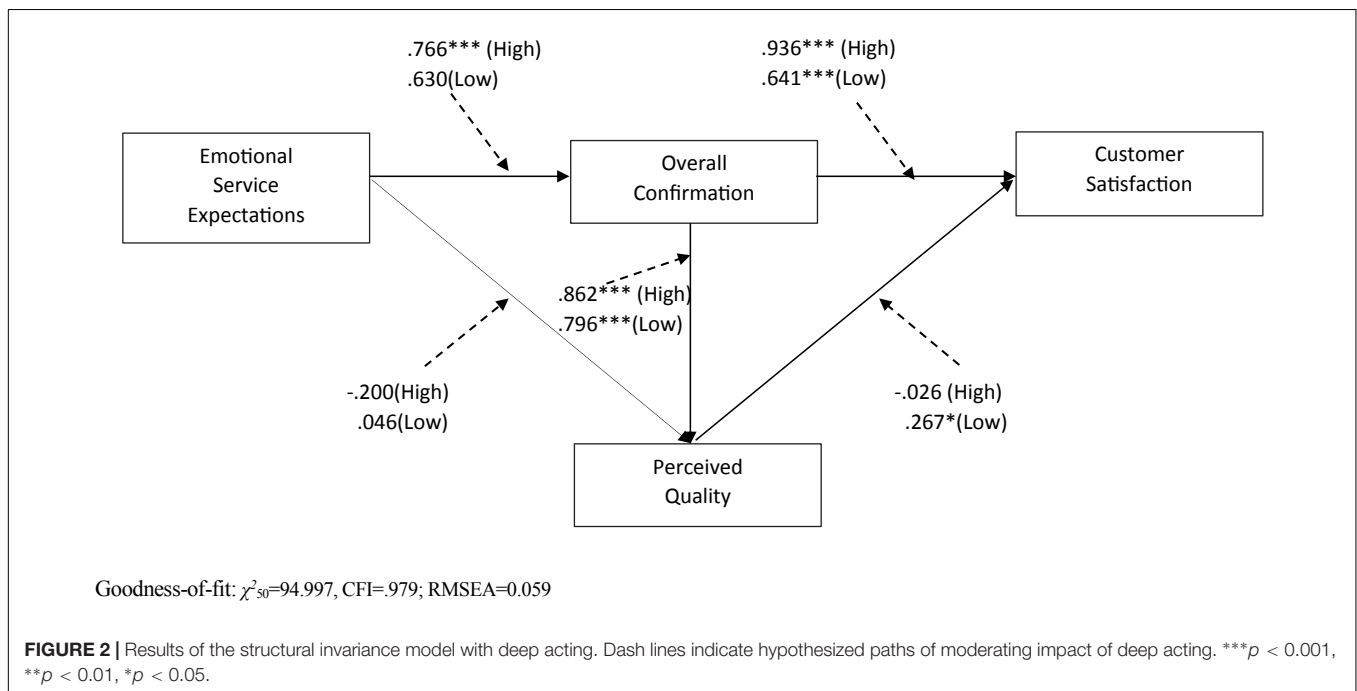 .766*** (High)
.630(Low)
.936*** (High)
.641***(Low)
Emotional
Service
Expectations
Overall
Confirmation
Customer
Satisfaction
.862*** (High)
.796***(Low)
-.200(High)
.046(Low)
-.026 (High)
.267*(Low)
Perceived
Quality
Goodness-of-fit: χ²₅₀=94.997, CFI=.979; RMSEA=0.059
FIGURE 2 | Results of the structural invariance model with deep acting. Dash lines indicate hypothesized paths of moderating impact of deep acting. ***p < 0.001,
**p < 0.01, *p < 0.05.